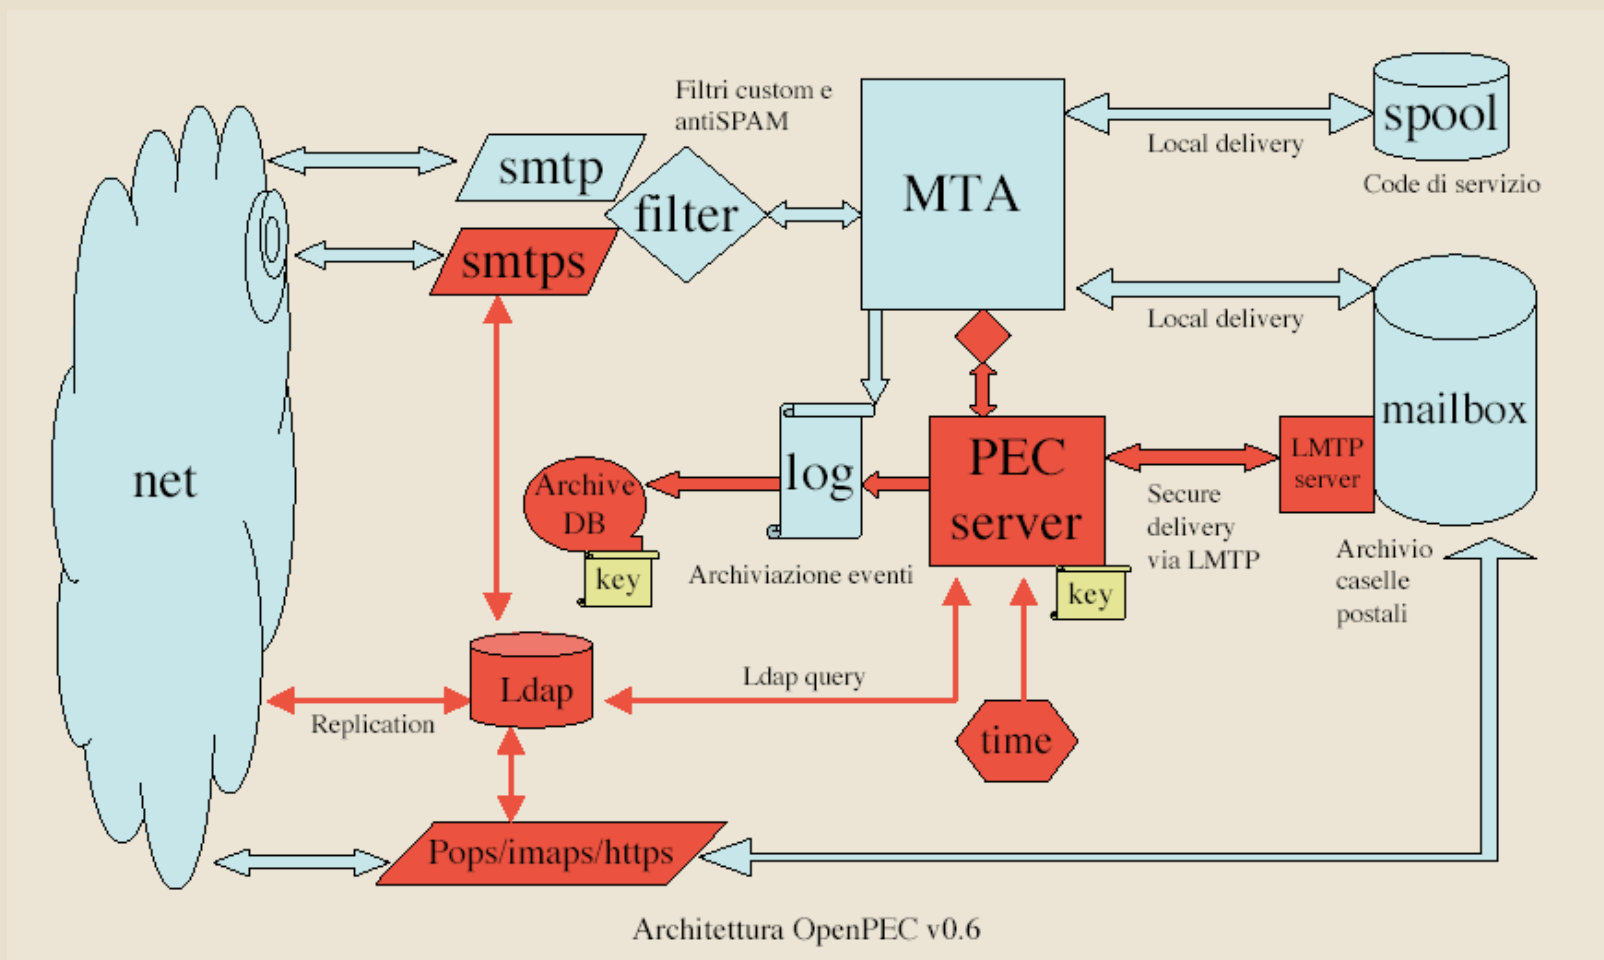 Filtri custom e
antiSPAM
smtp
filter
smtps
MTA
Local delivery
spool
Code di servizio
Local delivery
mailbox
net
log
PEC
server
LMTP
server
Secure
delivery
via LMTP
Archive
DB
key
Archiviazione eventi
key
Archivio
caselle
postali
Ldap
Ldap query
Replication
time
Pops/imaps/https
Architettura OpenPEC v0.6